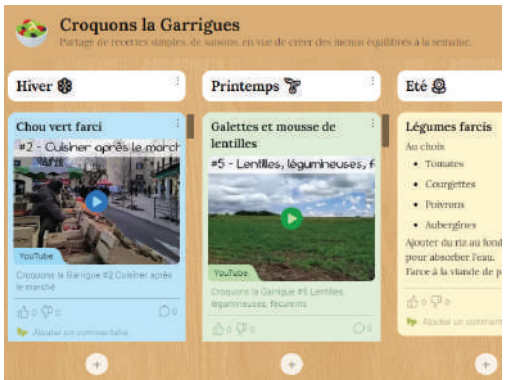 Croquons la Garrigues
Partage de recettes simples, de saisons, en vue de créer des menus équilibrés à la semaine.
Hiver
Printemps
Eté
Chou vert farci
#2 - Cuisiner après le march
YouTube
Croquons la Garrigue #2 Cuisiner après
le marché
0 0 0
Ajouter un commentaire
Galettes et mousse de
lentilles
#5 - Lentilles, légumineuses, f
YouTube
Croquons la Garrigue #5 Lentilles,
légumineuses, féculents
0 0 0
Légumes farcis
Au choix
Tomates
Courgettes
Poivrons
Aubergines
Ajouter du riz au fond
pour absorber l'eau.
Farce à la viande de p
0 0
Ajouter un comment